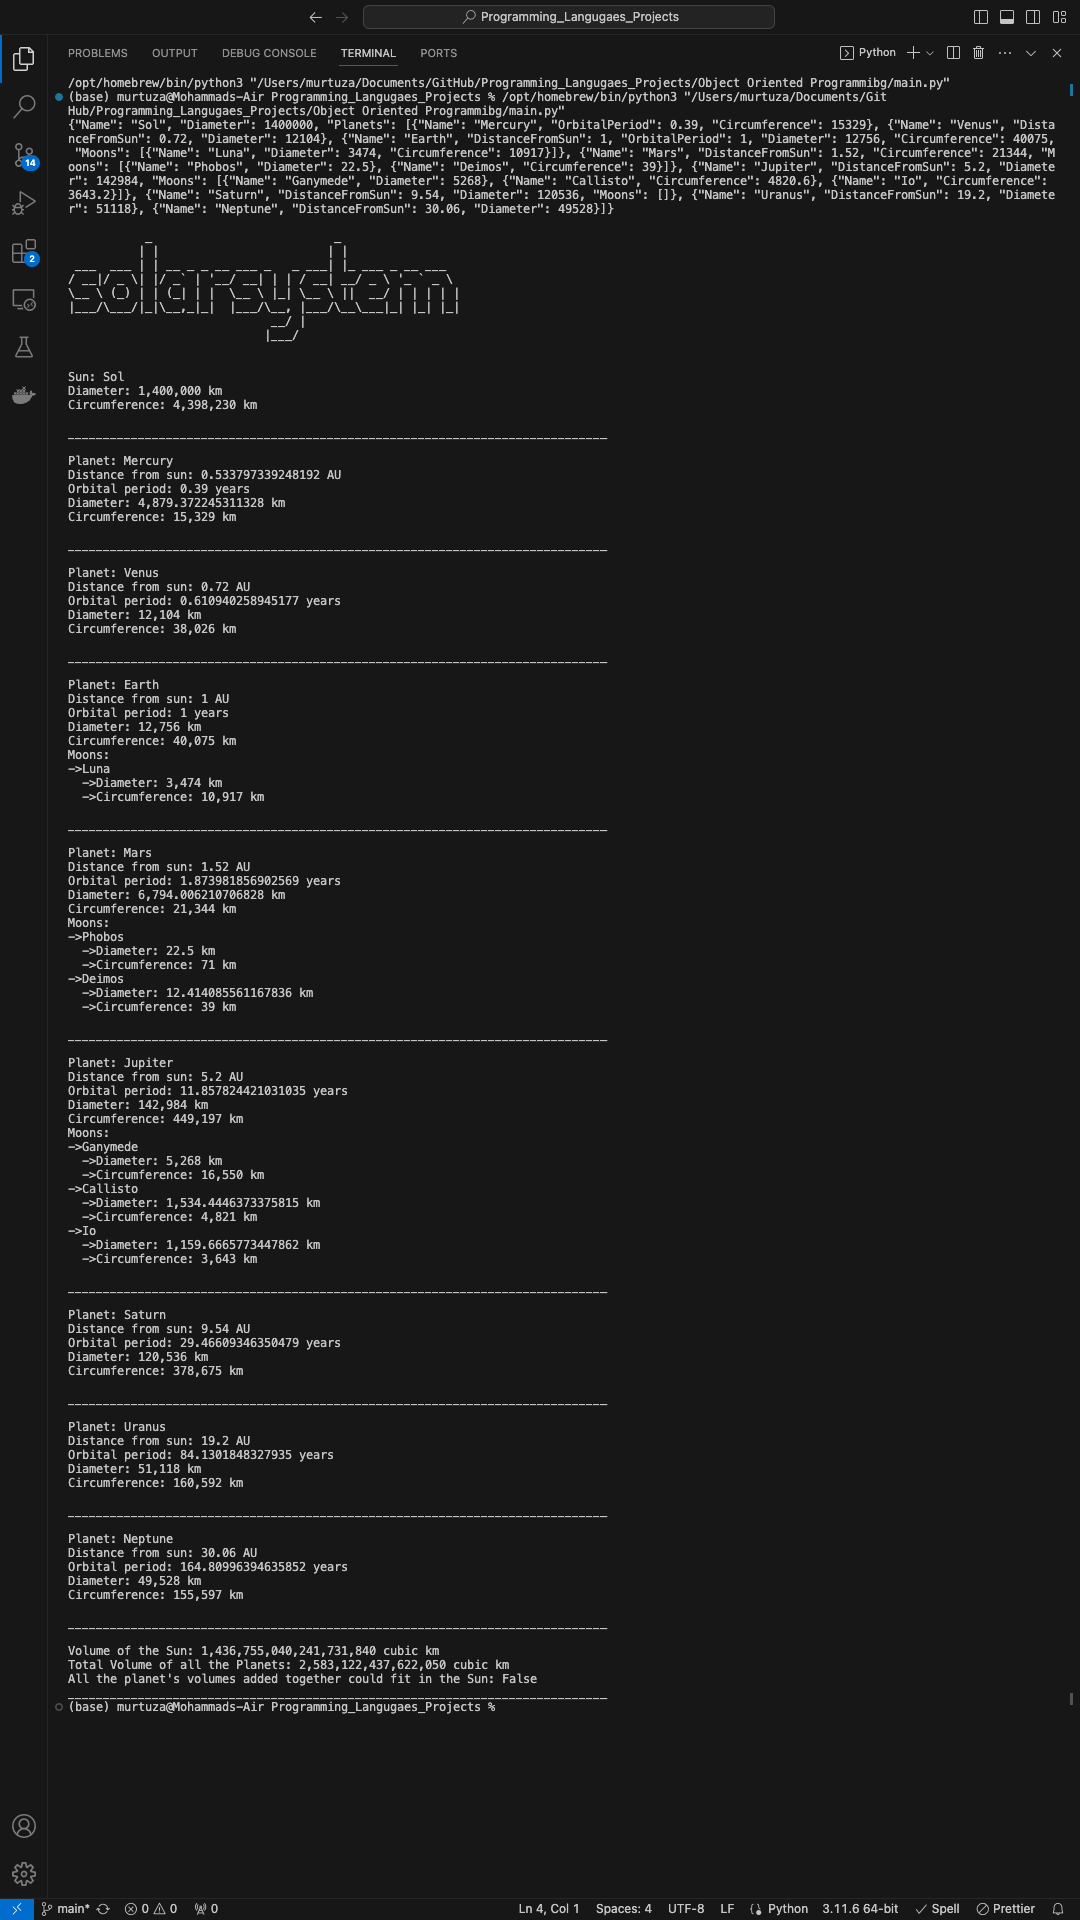 Programming_Langugaes_Projects
PROBLEMS OUTPUT DEBUG CONSOLE TERMINAL PORTS Python
/opt/homebrew/bin/python3 "/Users/murtuza/Documents/GitHub/Programming_Langugaes_Projects/Object Oriented Programmibg/main.py"
(base) murtuza@Mohammads-Air Programming_Langugaes_Projects % /opt/homebrew/bin/python3 "/Users/murtuza/Documents/Git
Hub/Programming_Langugaes_Projects/Object Oriented Programmibg/main.py"
{"Name": "Sol", "Diameter": 1400000, "Planets": [{"Name": "Mercury", "OrbitalPeriod": 0.39, "Circumference": 15329}, {"Name": "Venus", "Dista
nceFromSun": 0.72, "Diameter": 12104}, {"Name": "Earth", "DistanceFromSun": 1, "OrbitalPeriod": 1, "Diameter": 12756, "Circumference": 40075,
"Moons": [{"Name": "Luna", "Diameter": 3474, "Circumference": 10917}]}, {"Name": "Mars", "DistanceFromSun": 1.52, "Circumference": 21344, "M
oons": [{"Name": "Phobos", "Diameter": 22.5}, {"Name": "Deimos", "Circumference": 39}]}, {"Name": "Jupiter", "DistanceFromSun": 5.2, "Diamete
r": 142984, "Moons": [{"Name": "Ganymede", "Diameter": 5268}, {"Name": "Callisto", "Circumference": 4820.6}, {"Name": "Io", "Circumference":
3643.2}]}, {"Name": "Saturn", "DistanceFromSun": 9.54, "Diameter": 120536, "Moons": []}, {"Name": "Uranus", "DistanceFromSun": 19.2, "Diamete
r": 51118}, {"Name": "Neptune", "DistanceFromSun": 30.06, "Diameter": 49528}]}
solarsystem
Sun: Sol
Diameter: 1,400,000 km
Circumference: 4,398,230 km
Planet: Mercury
Distance from sun: 0.533797339248192 AU
Orbital period: 0.39 years
Diameter: 4,879.372245311328 km
Circumference: 15,329 km
Planet: Venus
Distance from sun: 0.72 AU
Orbital period: 0.610940258945177 years
Diameter: 12,104 km
Circumference: 38,026 km
Planet: Earth
Distance from sun: 1 AU
Orbital period: 1 years
Diameter: 12,756 km
Circumference: 40,075 km
Moons:
->Luna
->Diameter: 3,474 km
->Circumference: 10,917 km
Planet: Mars
Distance from sun: 1.52 AU
Orbital period: 1.873981856902569 years
Diameter: 6,794.006210706828 km
Circumference: 21,344 km
Moons:
->Phobos
->Diameter: 22.5 km
->Circumference: 71 km
->Deimos
->Diameter: 12.414085561167836 km
->Circumference: 39 km
Planet: Jupiter
Distance from sun: 5.2 AU
Orbital period: 11.857824421031035 years
Diameter: 142,984 km
Circumference: 449,197 km
Moons:
->Ganymede
->Diameter: 5,268 km
->Circumference: 16,550 km
->Callisto
->Diameter: 1,534.4446373375815 km
->Circumference: 4,821 km
->Io
->Diameter: 1,159.6665773447862 km
->Circumference: 3,643 km
Planet: Saturn
Distance from sun: 9.54 AU
Orbital period: 29.46609346350479 years
Diameter: 120,536 km
Circumference: 378,675 km
Planet: Uranus
Distance from sun: 19.2 AU
Orbital period: 84.1301848327935 years
Diameter: 51,118 km
Circumference: 160,592 km
Planet: Neptune
Distance from sun: 30.06 AU
Orbital period: 164.80996394635852 years
Diameter: 49,528 km
Circumference: 155,597 km
Volume of the Sun: 1,436,755,040,241,731,840 cubic km
Total Volume of all the Planets: 2,583,122,437,622,050 cubic km
All the planet's volumes added together could fit in the Sun: False
(base) murtuza@Mohammads-Air Programming_Langugaes_Projects %
14
2
main* 0 0 0 Ln 4, Col 1 Spaces: 4 UTF-8 LF Python 3.11.6 64-bit Spell Prettier